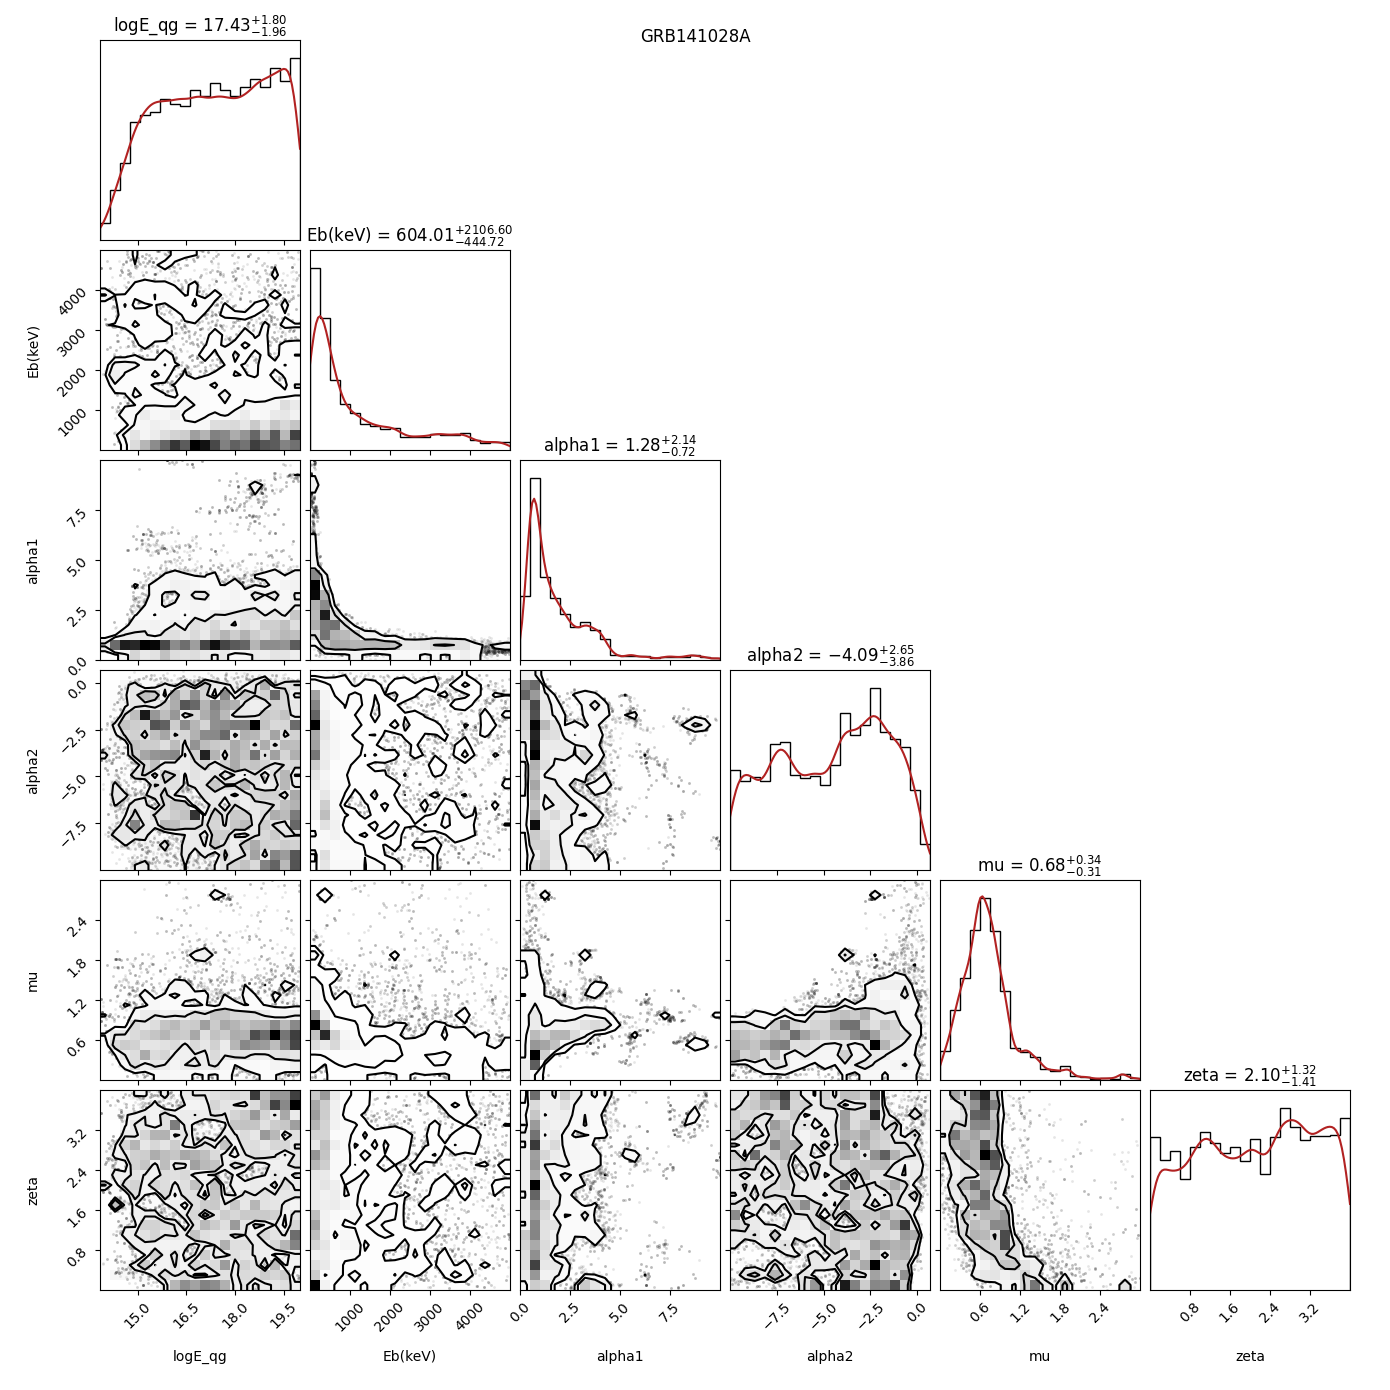 GRB141028A
logE_qg = 17.43+1.80 −1.96
Eb(keV) = 604.01+2106.60 −444.72
Eb(keV)
4000
3000
2000
1000
alpha1 = 1.28+2.14 −0.72
alpha1
7.5
5.0
2.5
0.0
alpha2 = −4.09+2.65 −3.86
alpha2
0.0
−2.5
−5.0
−7.5
mu = 0.68+0.34 −0.31
mu
2.4
1.8
1.2
0.6
zeta = 2.10+1.32 −1.41
zeta
3.2
2.4
1.6
0.8
15.0 16.5 18.0 19.5
1000 2000 3000 4000
0.0 2.5 5.0 7.5
−7.5 −5.0 −2.5 0.0
0.6 1.2 1.8 2.4
0.8 1.6 2.4 3.2
logE_qg
Eb(keV)
alpha1
alpha2
mu
zeta